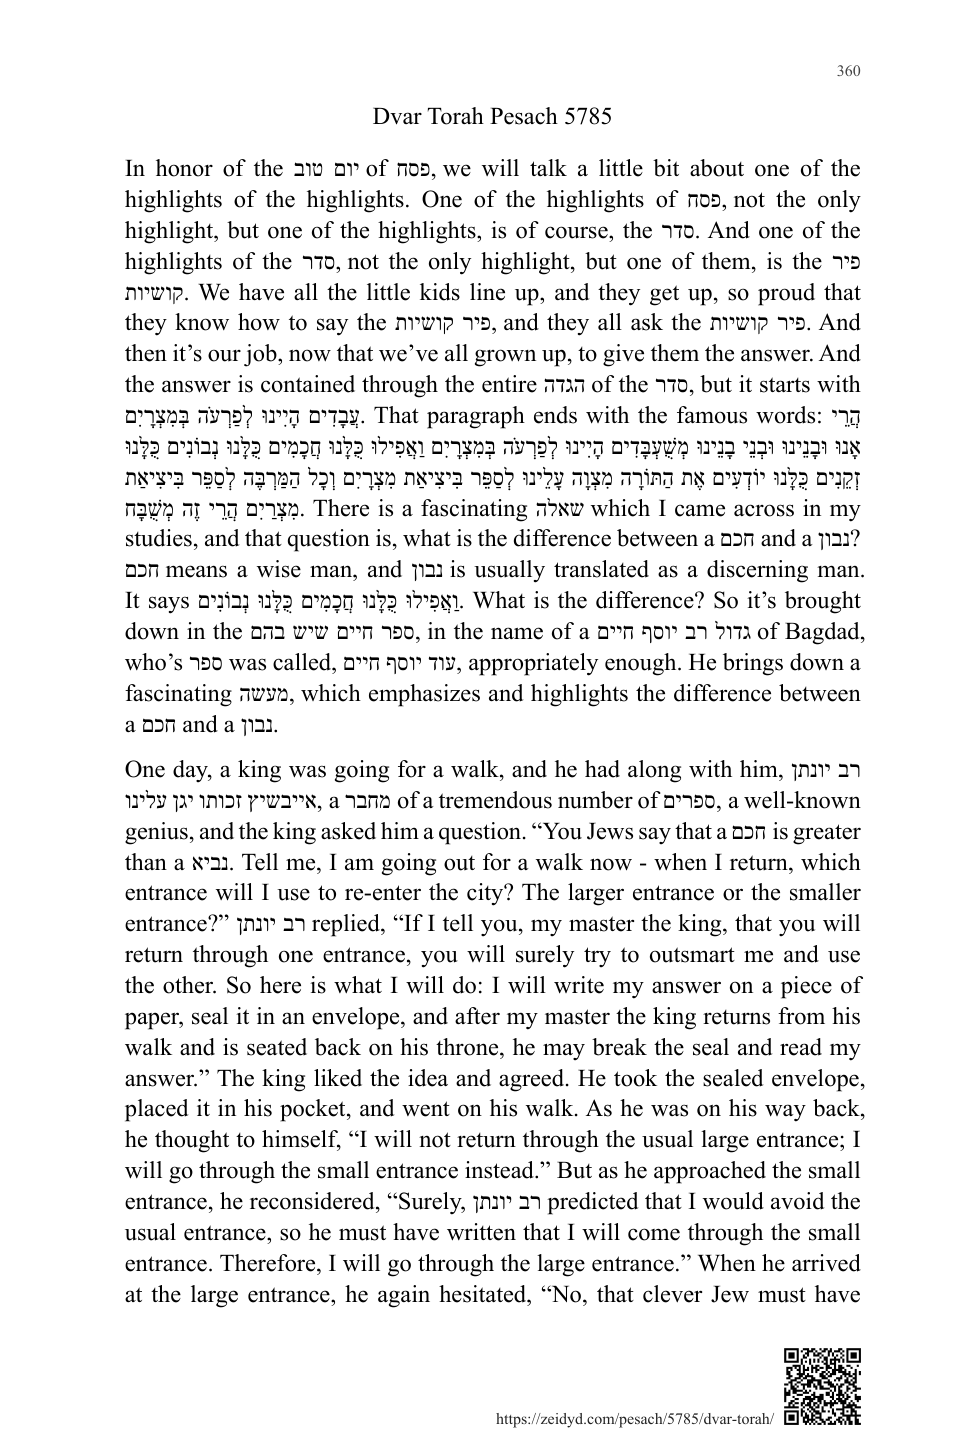 360
Dvar Torah Pesach 5785
In honor of the יום טוב of פסח, we will talk a little bit about one of the
highlights of the highlights. One of the highlights of פסח, not the only
highlight, but one of the highlights, is of course, the סדר. And one of the
highlights of the סדר, not the only highlight, but one of them, is the פיר
קושיות. We have all the little kids line up, and they get up, so proud that
they know how to say the פיר קושיות, and they all ask the פיר קושיות. And
then it’s our job, now that we’ve all grown up, to give them the answer. And
the answer is contained through the entire הגדה of the סדר, but it starts with
עֲבָדִים הָיִינוּ לְפַרְעֹה בְּמִצְרָיִם. That paragraph ends with the famous words: הֲרֵי
אָנוּ וּבָנֵינוּ וּבְנֵי בָנֵינוּ מְשֻׁעְבָּדִים הָיִינוּ לְפַרְעֹה בְּמִצְרָיִם וַאֲפִילוּ כֻּלָּנוּ חֲכָמִים כֻּלָּנוּ נְבוֹנִים כֻּלָּנוּ
זְקֵנִים כֻּלָּנוּ יוֹדְעִים אֶת הַתּוֹרָה מִצְוָה עָלֵינוּ לְסַפֵּר בִּיצִיאַת מִצְרָיִם וְכָל הַמַּרְבֶּה לְסַפֵּר בִּיצִיאַת
מִצְרַיִם הֲרֵי זֶה מְשֻׁבָּח. There is a fascinating שאלה which I came across in my
studies, and that question is, what is the difference between a חכם and a נבון?
חכם means a wise man, and נבון is usually translated as a discerning man.
It says וַאֲפִילוּ כֻּלָּנוּ חֲכָמִים כֻּלָּנוּ נְבוֹנִים. What is the difference? So it’s brought
down in the ספר חיים שיש בהם, in the name of a גדול רב יוסף חיים of Bagdad,
who’s ספר was called, עוד יוסף חיים, appropriately enough. He brings down a
fascinating מעשה, which emphasizes and highlights the difference between
a חכם and a נבון.
One day, a king was going for a walk, and he had along with him, רב יונתן
אייבשיץ זכותו יגן עלינו, a מחבר of a tremendous number of ספרים, a well-known
genius, and the king asked him a question. “You Jews say that a חכם is greater
than a נביא. Tell me, I am going out for a walk now - when I return, which
entrance will I use to re-enter the city? The larger entrance or the smaller
entrance?” רב יונתן replied, “If I tell you, my master the king, that you will
return through one entrance, you will surely try to outsmart me and use
the other. So here is what I will do: I will write my answer on a piece of
paper, seal it in an envelope, and after my master the king returns from his
walk and is seated back on his throne, he may break the seal and read my
answer.” The king liked the idea and agreed. He took the sealed envelope,
placed it in his pocket, and went on his walk. As he was on his way back,
he thought to himself, “I will not return through the usual large entrance; I
will go through the small entrance instead.” But as he approached the small
entrance, he reconsidered, “Surely, רב יונתן predicted that I would avoid the
usual entrance, so he must have written that I will come through the small
entrance. Therefore, I will go through the large entrance.” When he arrived
at the large entrance, he again hesitated, “No, that clever Jew must have
https://zeidyd.com/pesach/5785/dvar-torah/